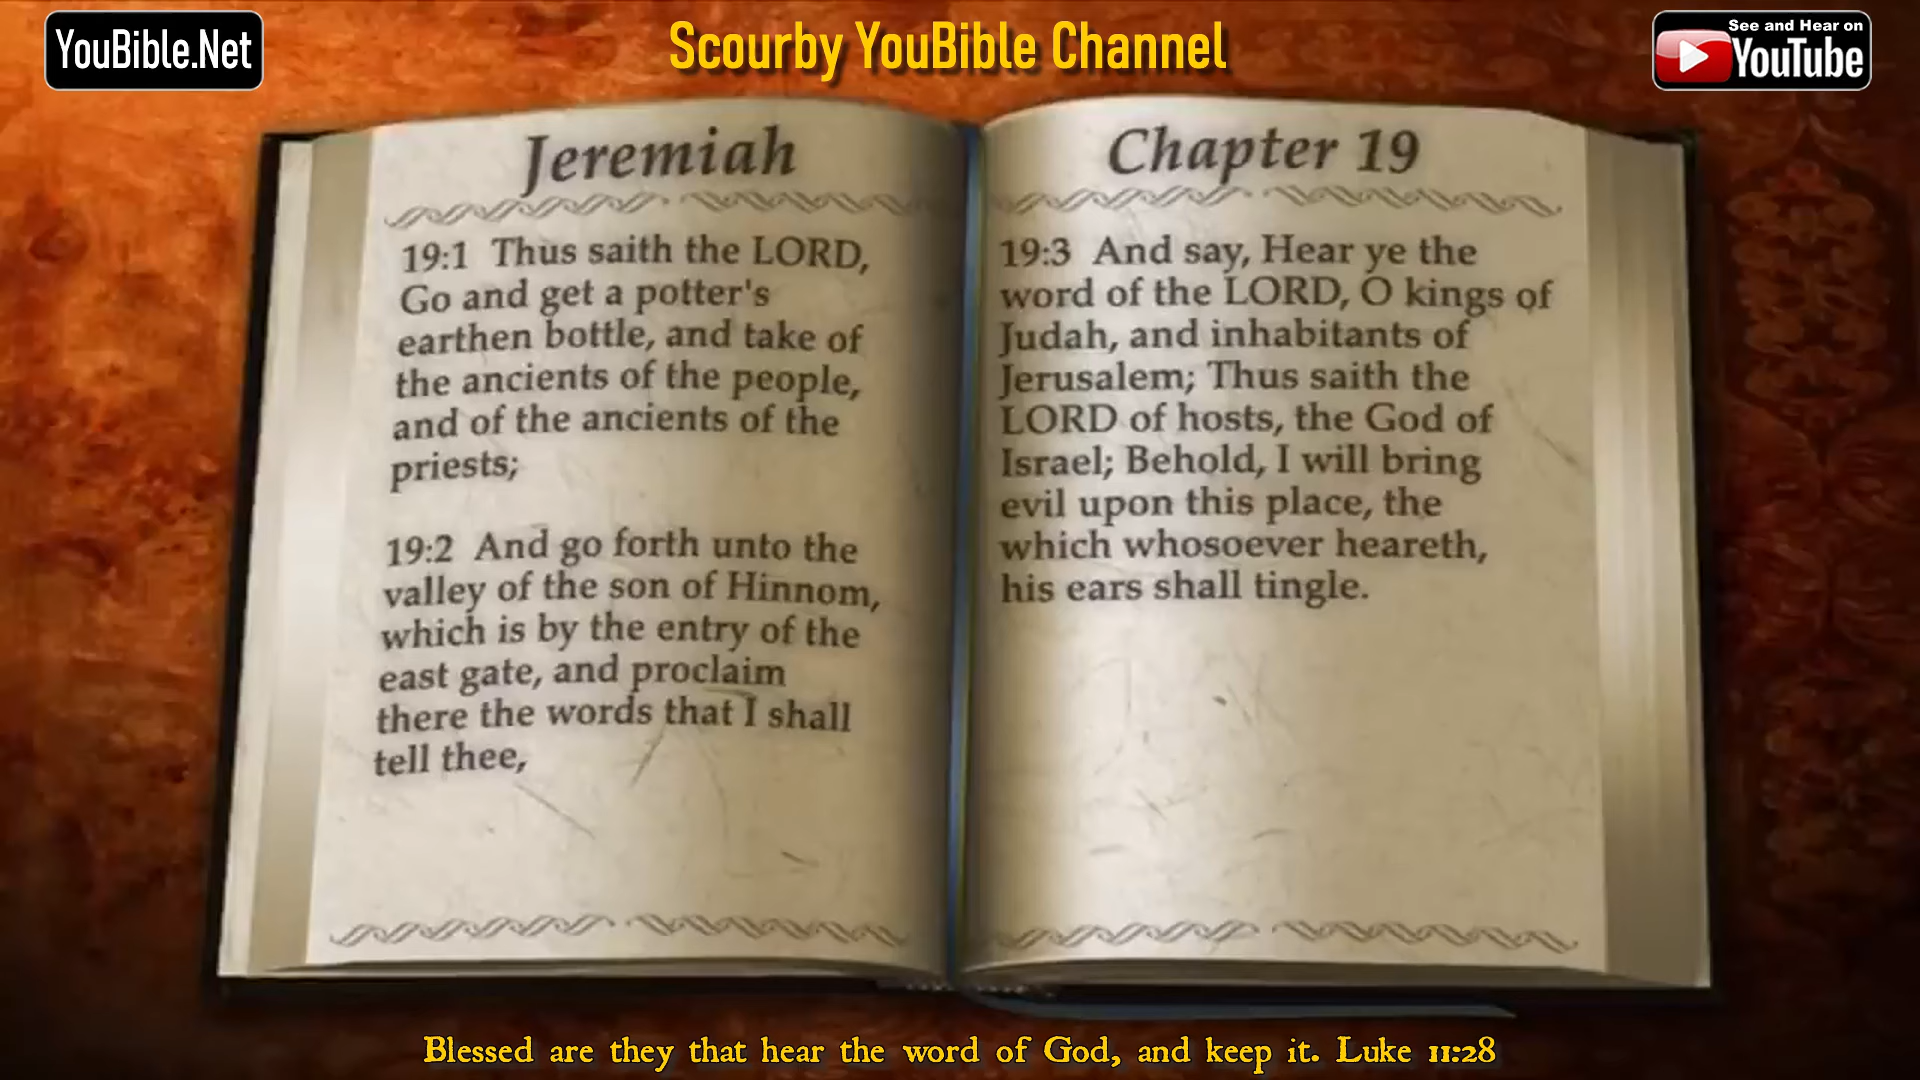 YouBible.Net
Scourby YouBible Channel
See and Hear on
YouTube
Jeremiah
19:1 Thus saith the LORD,
Go and get a potter's
earthen bottle, and take of
the ancients of the people,
and of the ancients of the
priests;
19:2 And go forth unto the
valley of the son of Hinnom,
which is by the entry of the
east gate, and proclaim
there the words that I shall
tell thee,
Chapter 19
19:3 And say, Hear ye the
word of the LORD, O kings of
Judah, and inhabitants of
Jerusalem; Thus saith the
LORD of hosts, the God of
Israel; Behold, I will bring
evil upon this place, the
which whosoever heareth,
his ears shall tingle.
Blessed are they that hear the word of God, and keep it. Luke 11:28